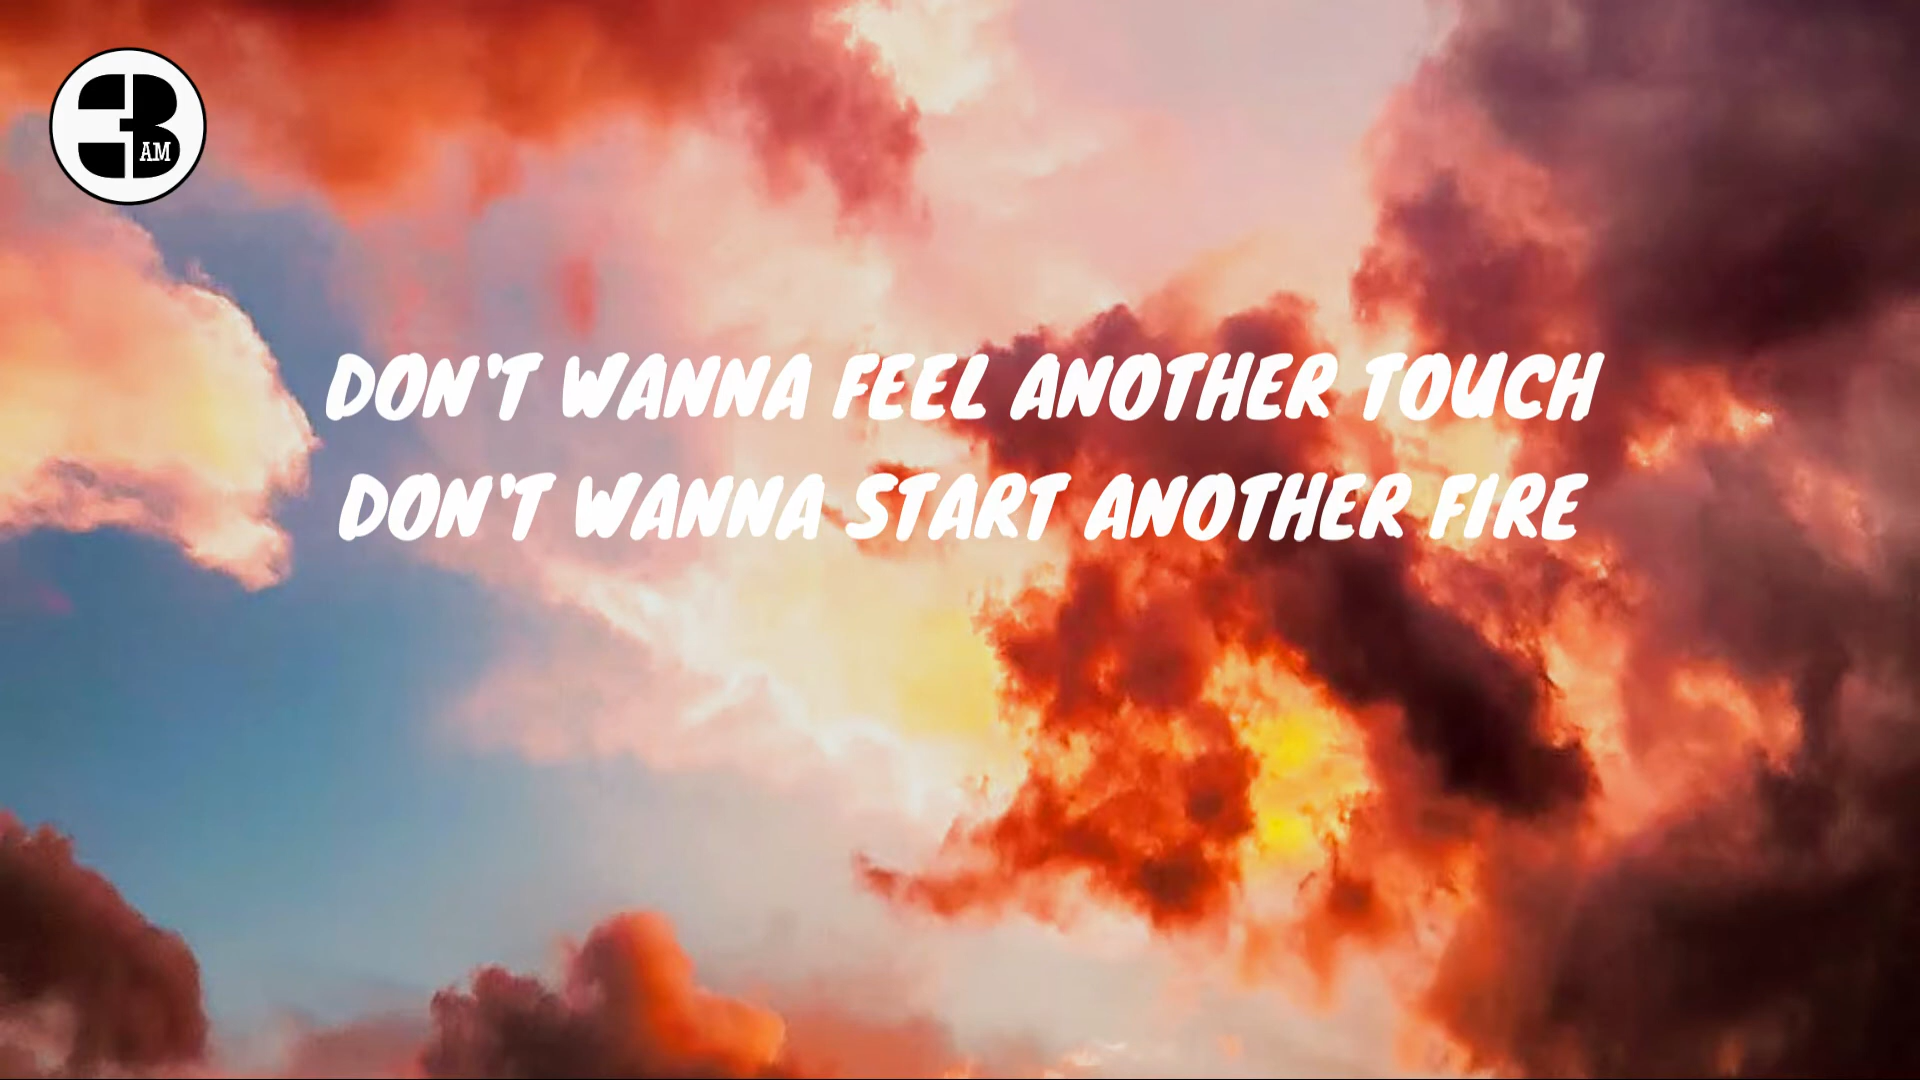 3
AM
DON'T WANNA FEEL ANOTHER TOUCH
DON'T WANNA START ANOTHER FIRE